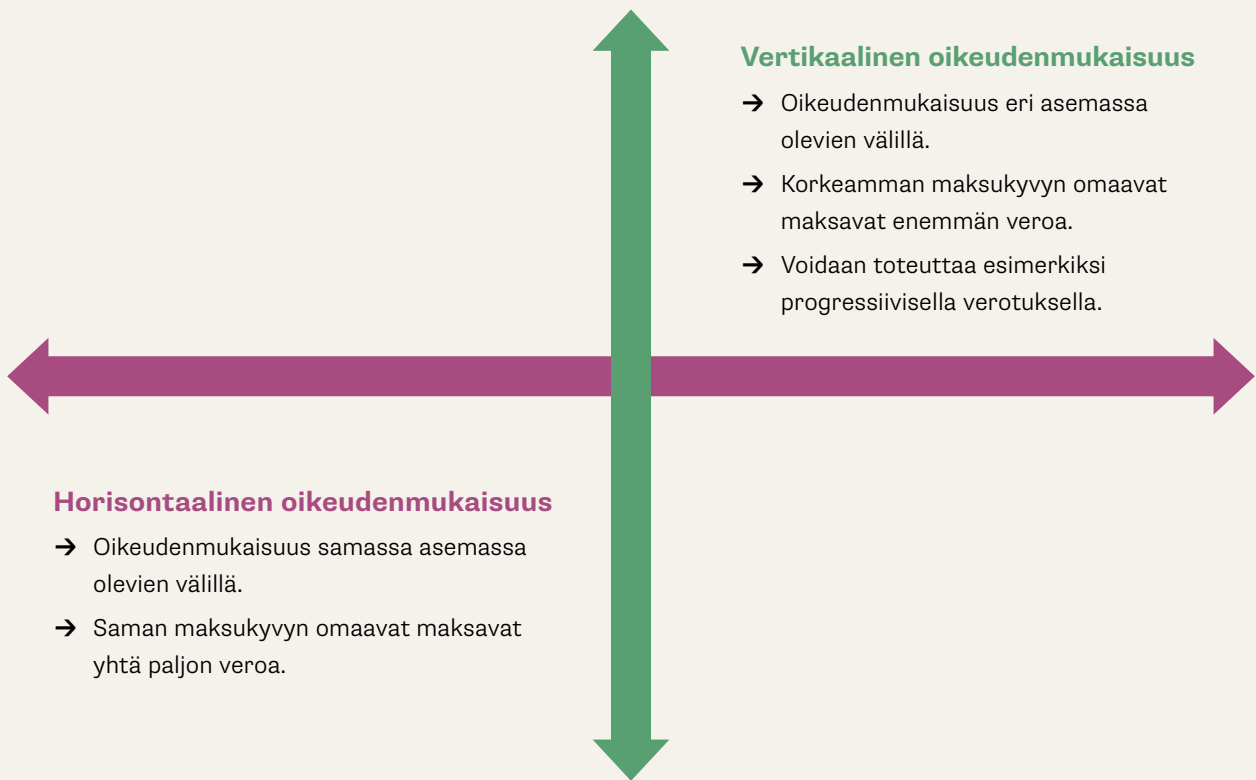 Vertikaalinen oikeudenmukaisuus
→ Oikeudenmukaisuus eri asemassa
olevien välillä.
→ Korkeamman maksukyvyn omaavat
maksavat enemmän veroa.
→ Voidaan toteuttaa esimerkiksi
progressiivisella verotuksella.
Horisontaalinen oikeudenmukaisuus
→ Oikeudenmukaisuus samassa asemassa
olevien välillä.
→ Saman maksukyvyn omaavat maksavat
yhtä paljon veroa.